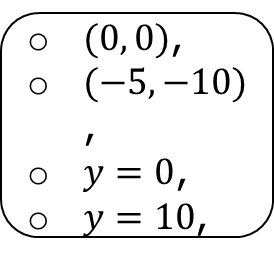 ○ (0, 0),
○ (−5, −10)
,
○ y = 0,
○ y = 10,